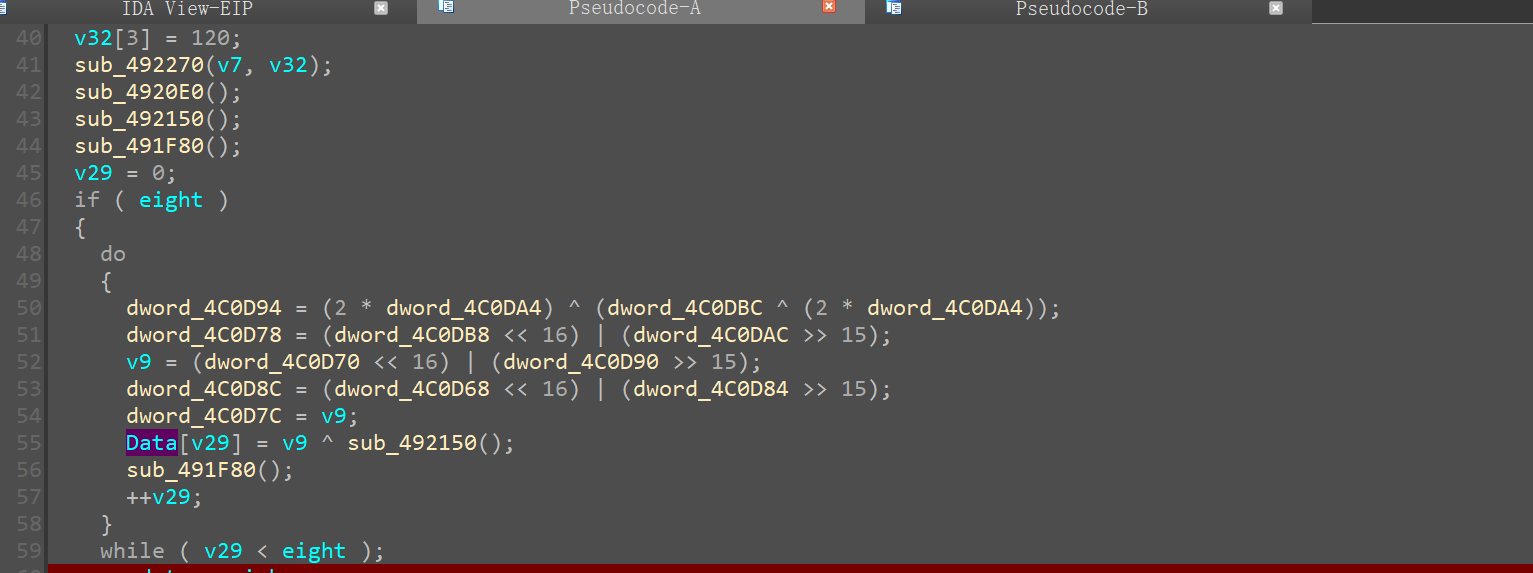 IDA View-EIP Pseudocode-A Pseudocode-B
40 v32[3] = 120;
41 sub_492270(v7, v32);
42 sub_4920E0();
43 sub_492150();
44 sub_491F80();
45 v29 = 0;
46 if ( eight )
47 {
48 do
49 {
50 dword_4C0D94 = (2 * dword_4C0DA4) ^ (dword_4C0DBC ^ (2 * dword_4C0DA4));
51 dword_4C0D78 = (dword_4C0DB8 << 16) | (dword_4C0DAC >> 15);
52 v9 = (dword_4C0D70 << 16) | (dword_4C0D90 >> 15);
53 dword_4C0D8C = (dword_4C0D68 << 16) | (dword_4C0D84 >> 15);
54 dword_4C0D7C = v9;
55 Data[v29] = v9 ^ sub_492150();
56 sub_491F80();
57 ++v29;
58 }
59 while ( v29 < eight );